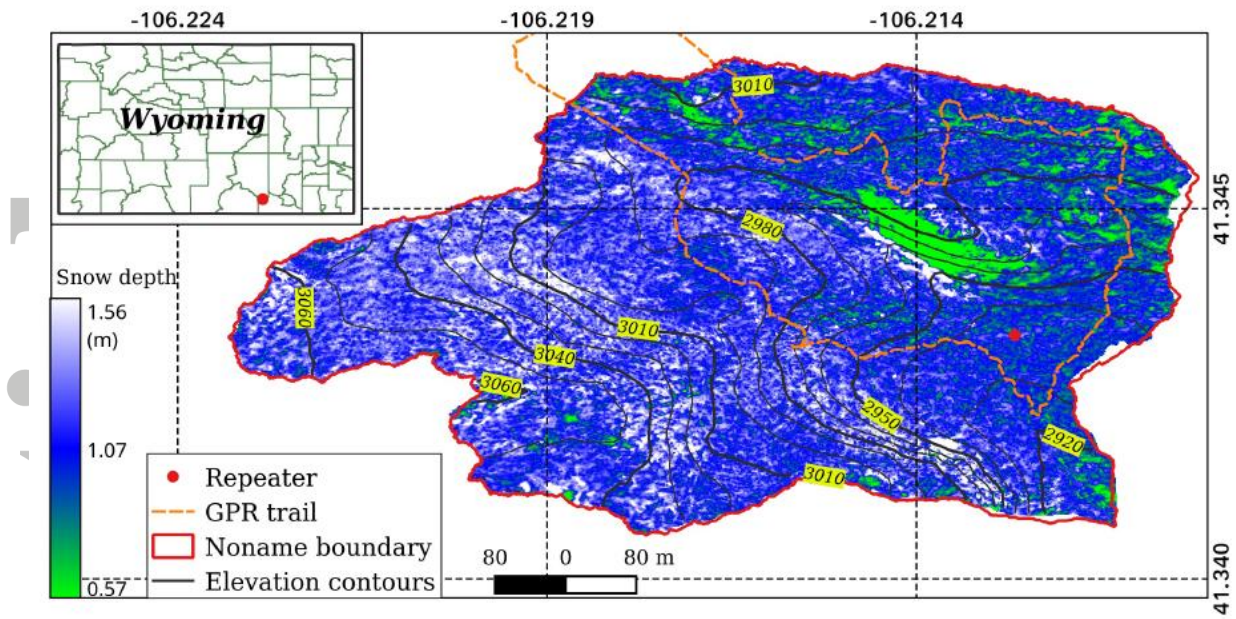 -106.224
-106.219
-106.214
Wyoming
3010
41.345
2980
Snow depth
1.56
(m)
3060
3010
3040
3060
2950
2920
1.07
3010
Repeater
GPR trail
Noname boundary
Elevation contours
80 0 80 m
0.57
41.340